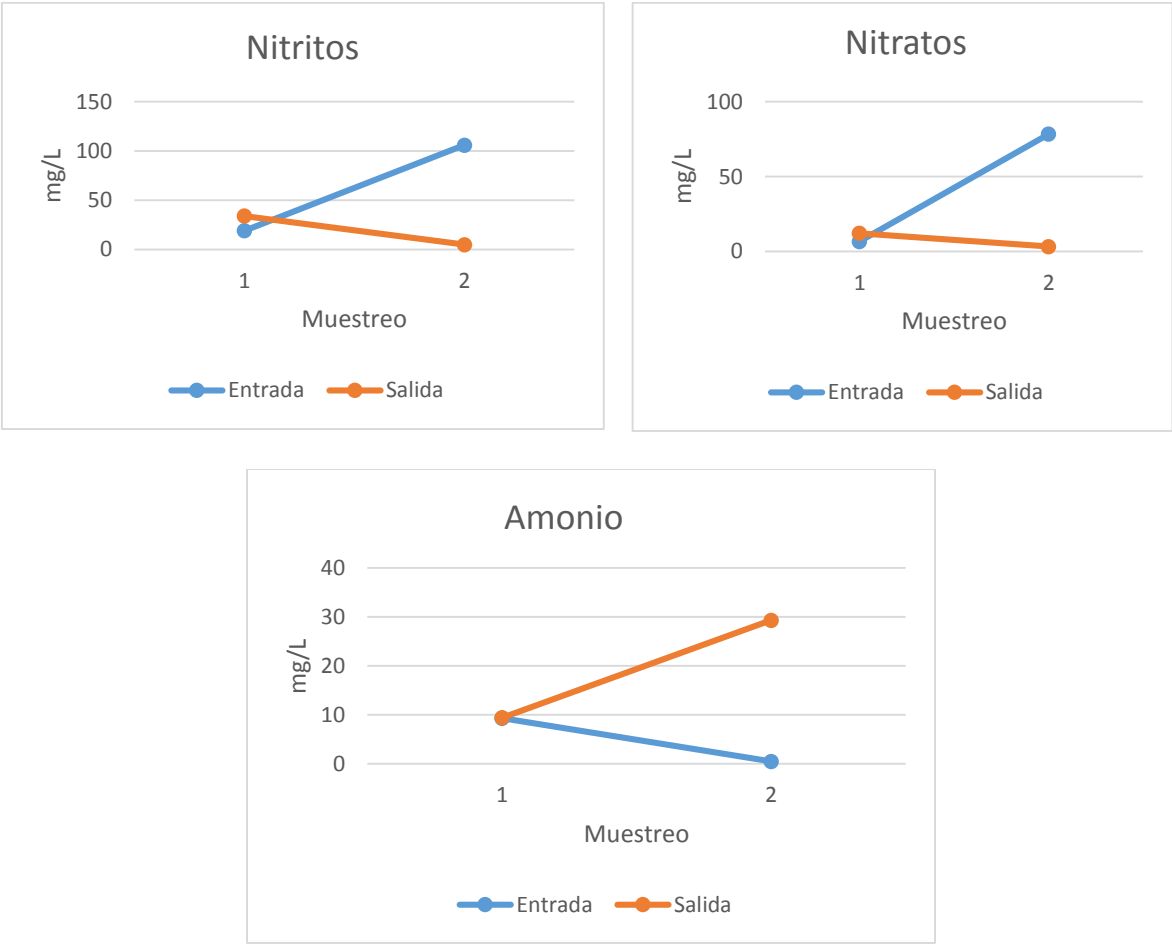 Nitritos
150
100
50
0
mg/L
1 2
Muestreo
Entrada Salida
Nitratos
100
50
0
mg/L
1 2
Muestreo
Entrada Salida
Amonio
40
30
20
10
0
mg/L
1 2
Muestreo
Entrada Salida